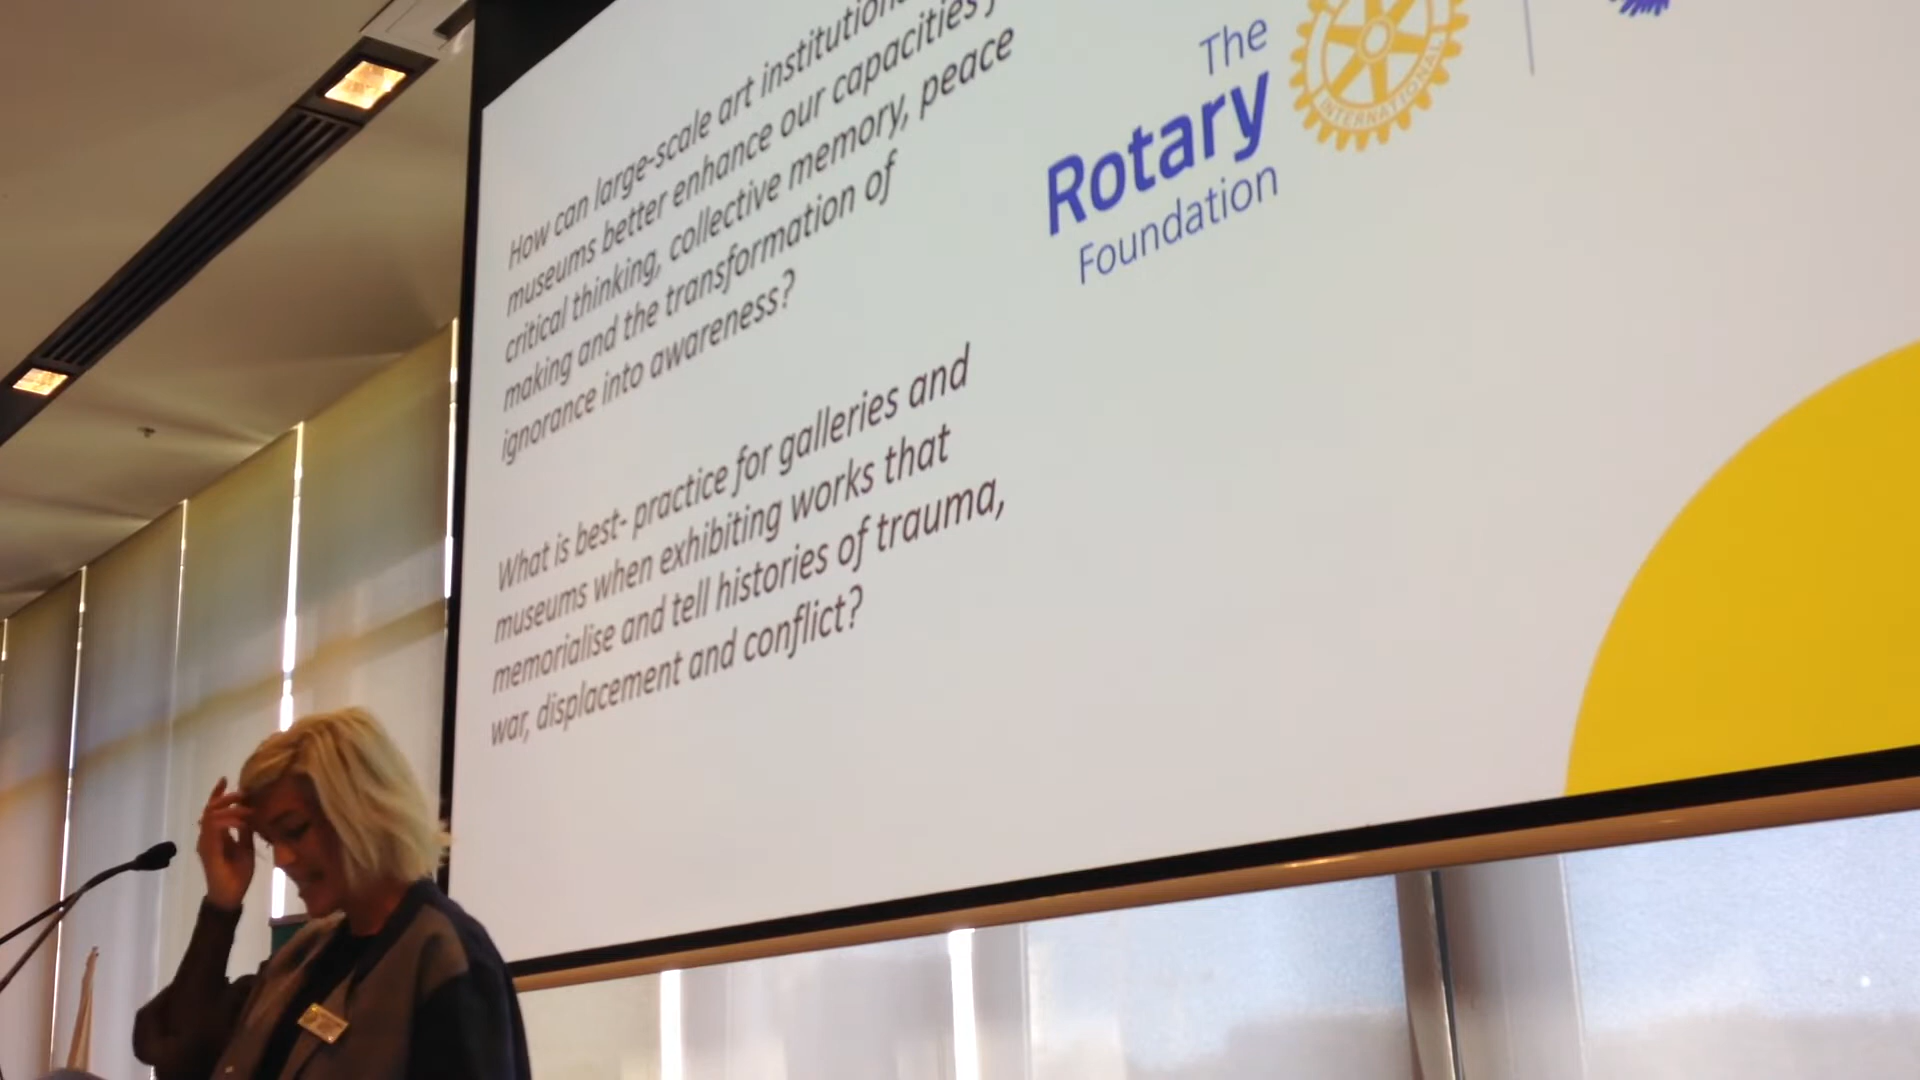 How can large-scale art institution
museums better enhance our capacities
critical thinking, collective memory, peace
making and the transformation of
ignorance into awareness?
What is best- practice for galleries and
museums when exhibiting works that
memorialise and tell histories of trauma,
war, displacement and conflict?
The
Rotary
Foundation
INTERNATIONAL